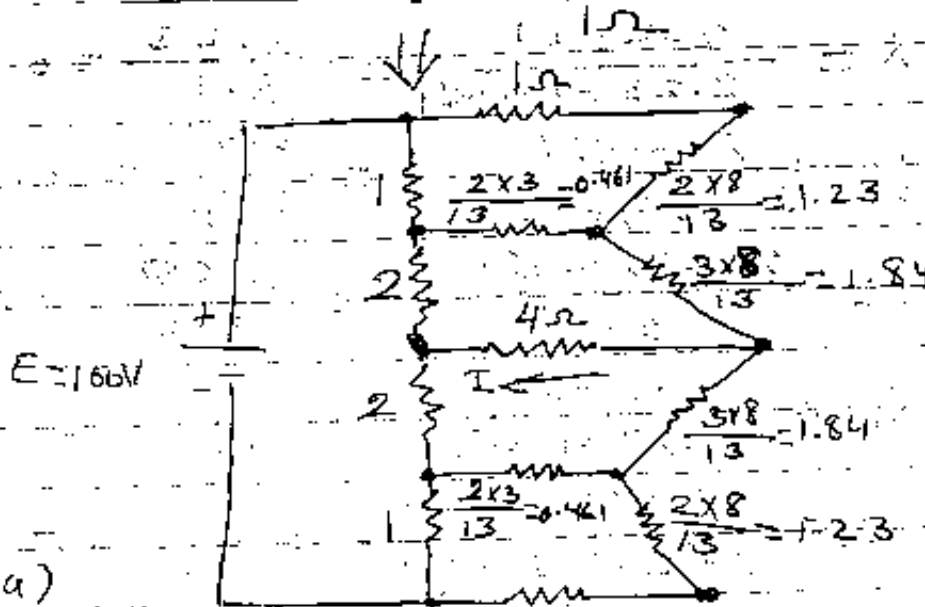 1Ω
1Ω
1
2×3/13 = 0.461
2×8/13 = 1.23
2
3×8/13 = 1.84
+
4Ω
E = 100V
I
2
3×8/13 = 1.84
1
2×3/13 = 0.461
2×8/13 = 1.23
a)